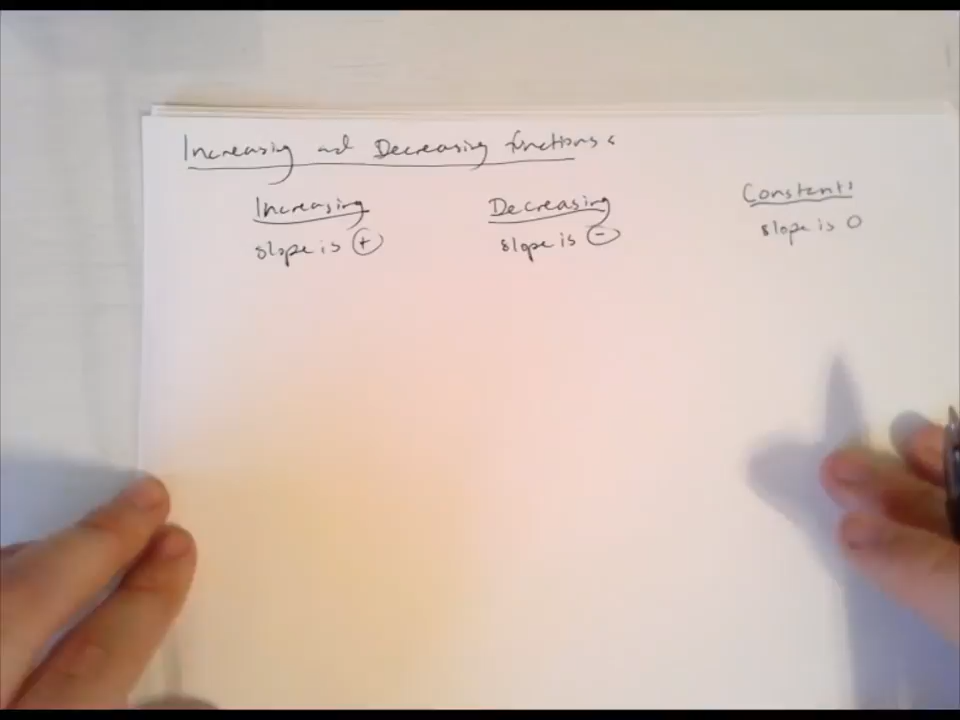 Increasing and Decreasing functions:
Increasing Decreasing Constant:
slope is + slope is - slope is 0